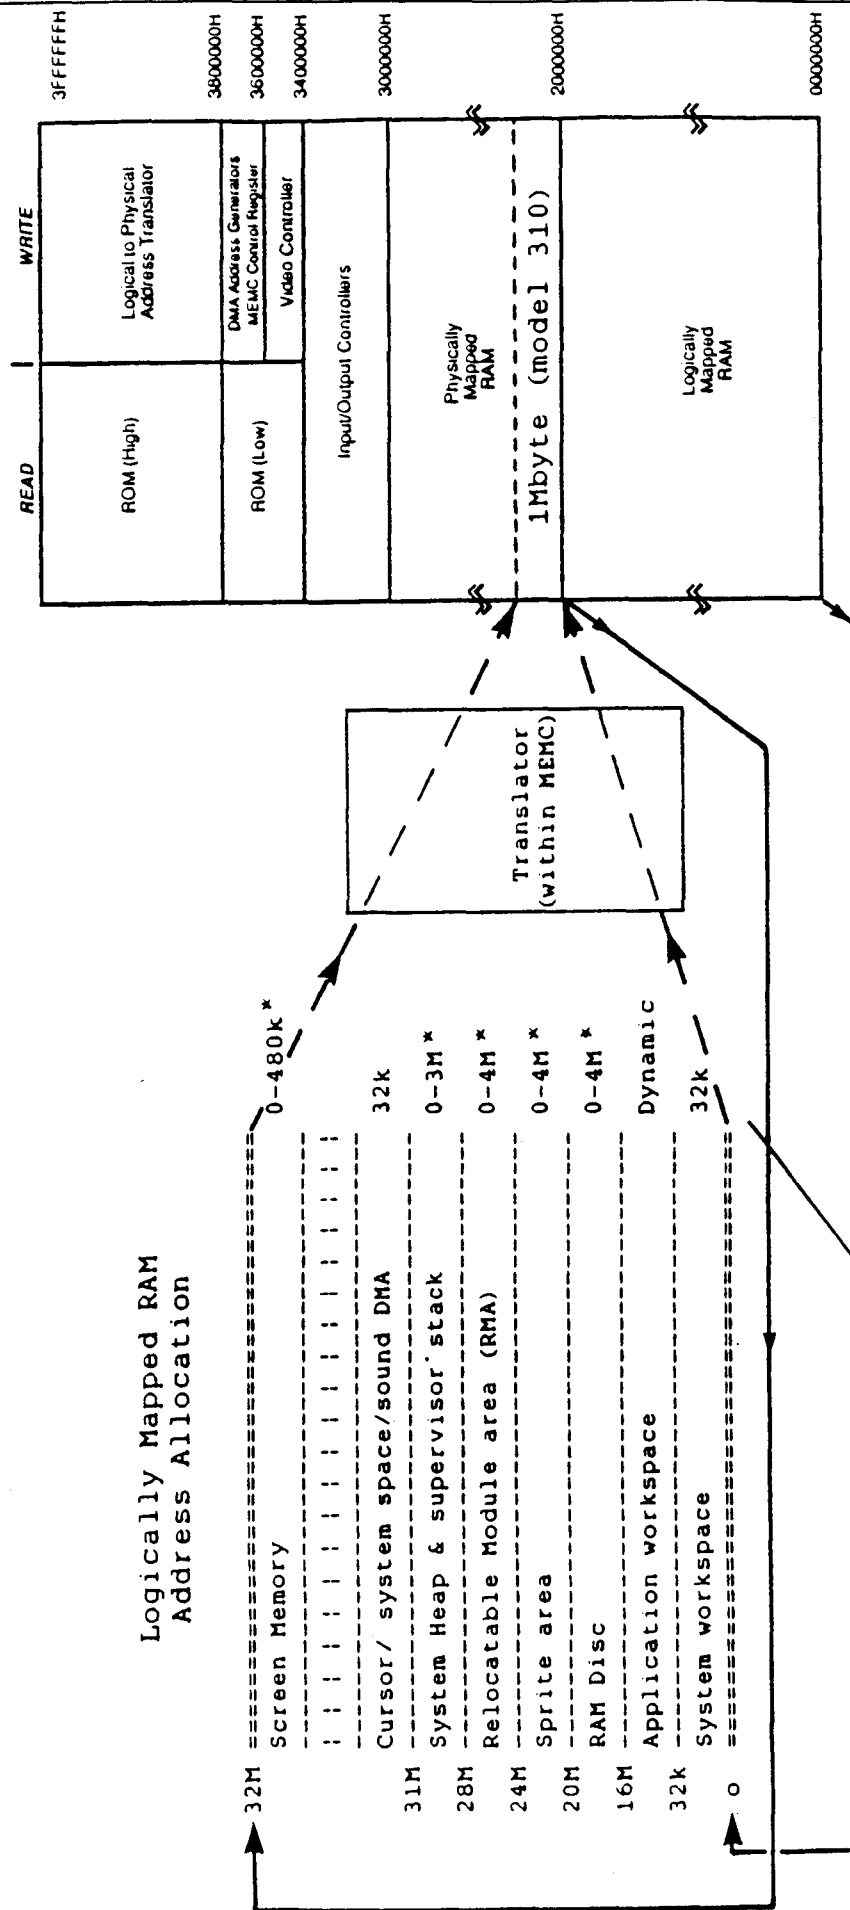 Logically Mapped RAM
Address Allocation
32M ========================================
Screen Memory 0-480k*
----------------------------------------
-- -- -- -- -- -- -- -- -- -- -- -- -- --
----------------------------------------
Cursor/ system space/sound DMA 32k
31M ----------------------------------------
System Heap & supervisor stack 0-3M*
28M ----------------------------------------
Relocatable Module area (RMA) 0-4M*
24M ----------------------------------------
Sprite area 0-4M*
20M ----------------------------------------
RAM Disc 0-4M*
16M ----------------------------------------
Application workspace Dynamic
32k ----------------------------------------
System workspace 32k
0 ========================================
Translator
(within MEMC)
READ | WRITE
3FFFFFFH
ROM (High)
Logical to Physical
Address Translator
3800000H
ROM (Low)
DMA Address Generators
MEMC Control Register
3600000H
Video Controller
3400000H
Input/Output Controllers
3000000H
Physically
Mapped
RAM
1Mbyte (model 310)
2000000H
Logically
Mapped
RAM
0000000H